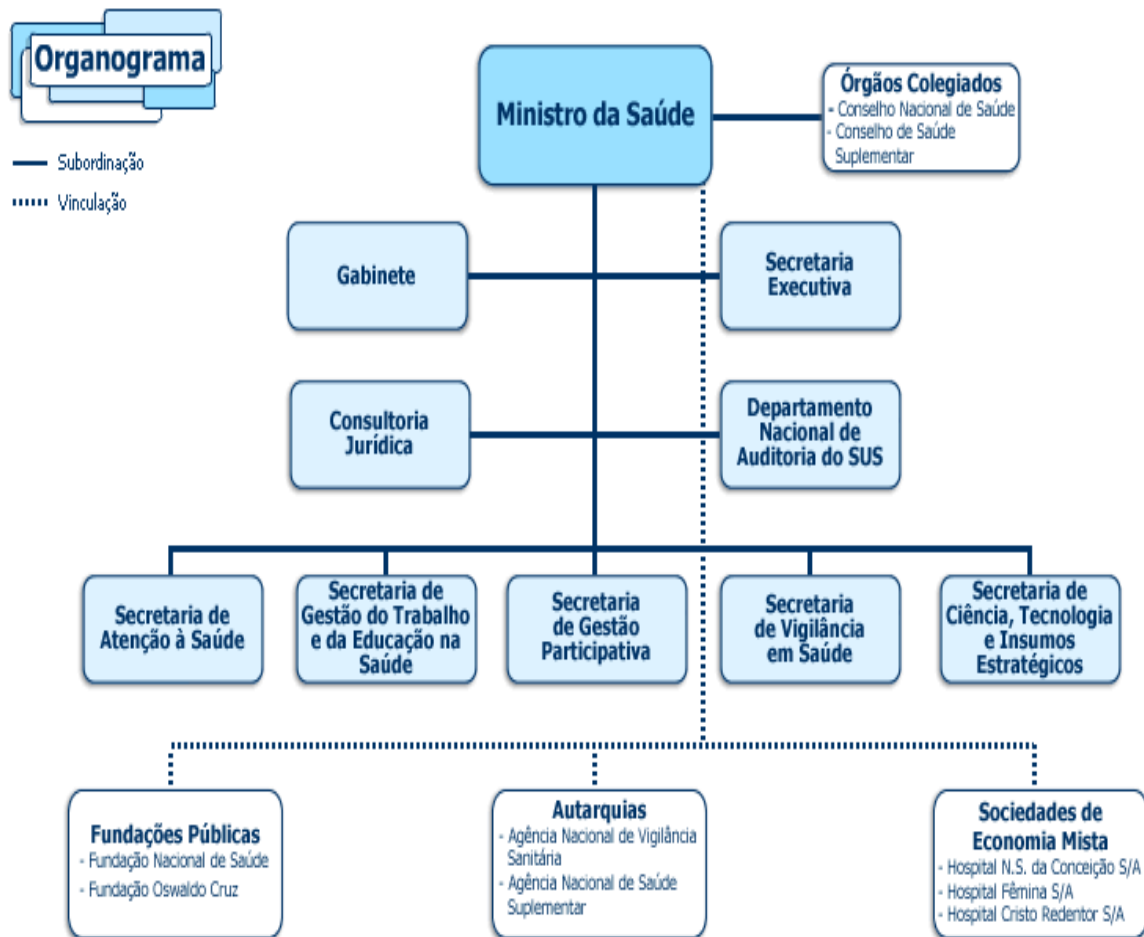 Organograma
Subordinação
Vinculação
Ministro da Saúde
Órgãos Colegiados
- Conselho Nacional de Saúde
- Conselho de Saúde
Suplementar
Gabinete
Secretaria
Executiva
Consultoria
Jurídica
Departamento
Nacional de
Auditoria do SUS
Secretaria de
Atenção à Saúde
Secretaria de
Gestão do Trabalho
e da Educação na
Saúde
Secretaria
de Gestão
Participativa
Secretaria
de Vigilância
em Saúde
Secretaria de
Ciência, Tecnologia
e Insumos
Estratégicos
Fundações Públicas
- Fundação Nacional de Saúde
- Fundação Oswaldo Cruz
Autarquias
- Agência Nacional de Vigilância
Sanitária
- Agência Nacional de Saúde
Suplementar
Sociedades de
Economia Mista
- Hospital N.S. da Conceição S/A
- Hospital Fêmina S/A
- Hospital Cristo Redentor S/A